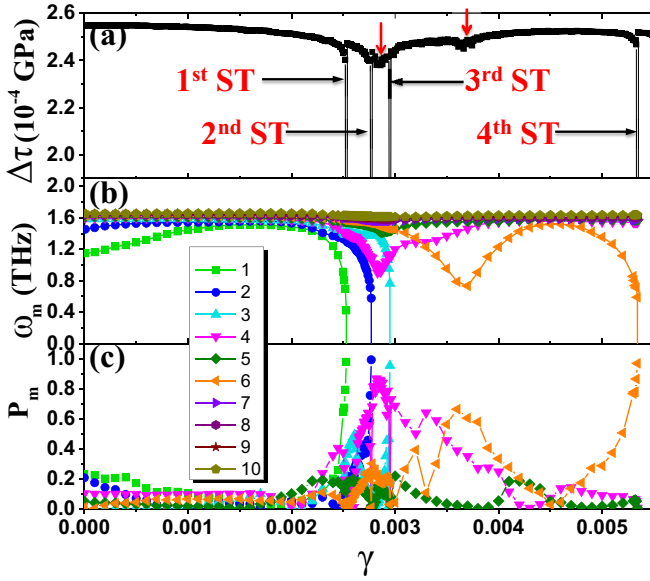 (a)
Δτ (10⁻⁴ GPa)
2.6
2.4
2.2
2.0
1ˢᵗ ST
3ʳᵈ ST
2ⁿᵈ ST
4ᵗʰ ST
(b)
ω_m (THz)
2.0
1.6
1.2
0.8
0.4
0.0
1
2
3
4
5
6
7
8
9
10
(c)
P_m
1.0
0.8
0.6
0.4
0.2
0.0
0.000 0.001 0.002 0.003 0.004 0.005
γ